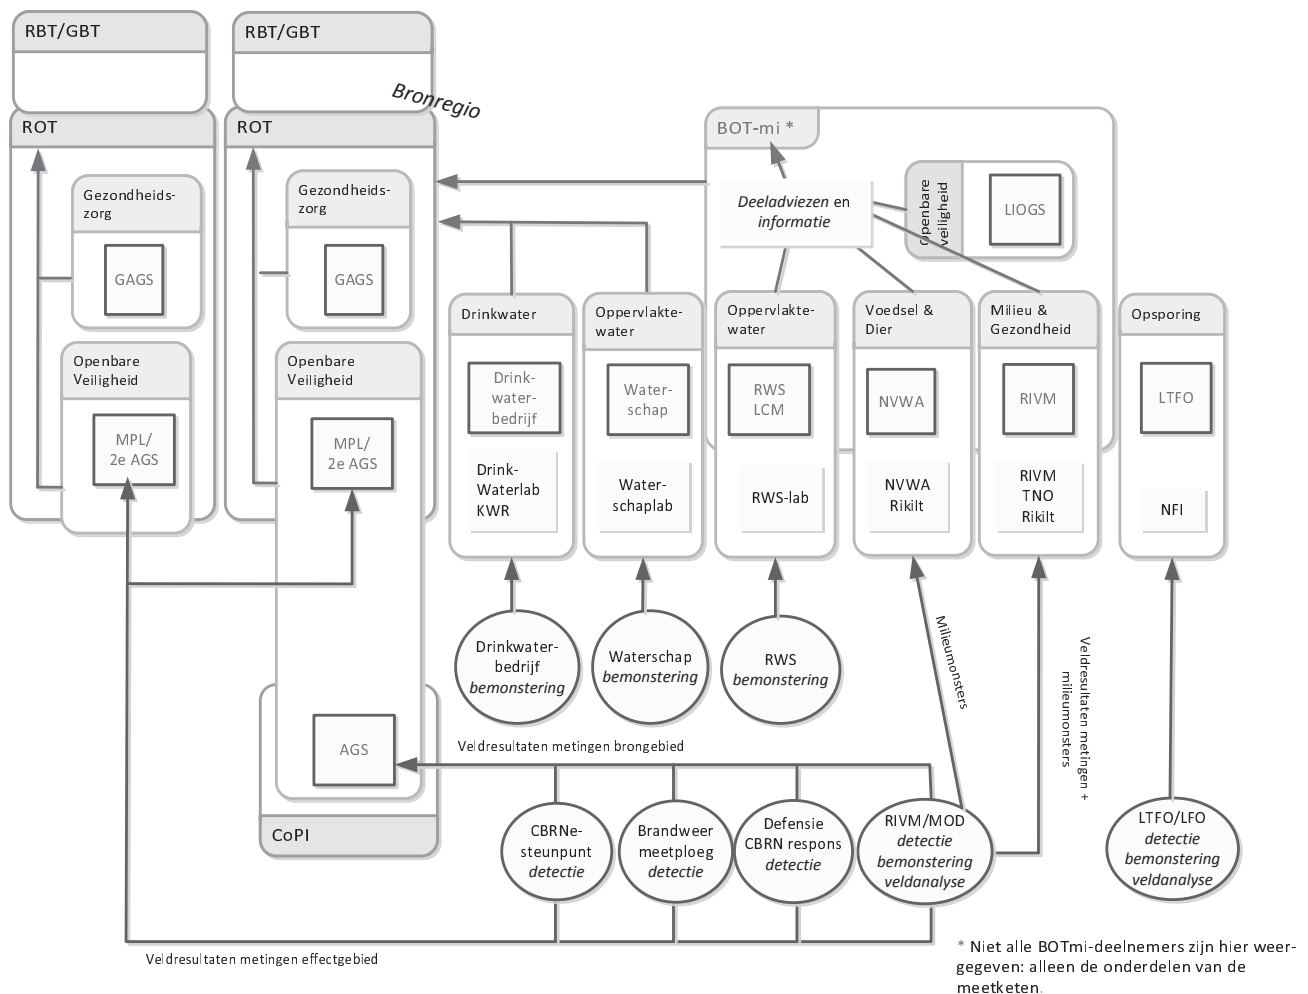 RBT/GBT
RBT/GBT
Bronregio
ROT
ROT
BOT-mi *
Gezondheids-
zorg
GAGS
Gezondheids-
zorg
GAGS
Deeladviezen en
informatie
Openbare
veiligheid
LIOGS
Openbare
Veiligheid
MPL/
2e AGS
Openbare
Veiligheid
MPL/
2e AGS
Drinkwater
Drink-
water-
bedrijf
Drink-
Waterlab
KWR
Oppervlakte-
water
Water-
schap
Water-
schaplab
Oppervlakte-
water
RWS
LCM
RWS-lab
Voedsel &
Dier
NVWA
NVWA
Rikilt
Milieu &
Gezondheid
RIVM
RIVM
TNO
Rikilt
Opsporing
LTFO
NFI
Drinkwater-
bedrijf
bemonstering
Waterschap
bemonstering
RWS
bemonstering
Milieumonsters
Veldresultaten metingen +
milieumonsters
AGS
CoPI
Veldresultaten metingen brongebied
CBRNe-
steunpunt
detectie
Brandweer
meetploeg
detectie
Defensie
CBRN respons
detectie
RIVM/MOD
detectie
bemonstering
veldanalyse
LTFO/LFO
detectie
bemonstering
veldanalyse
Veldresultaten metingen effectgebied
* Niet alle BOTmi-deelnemers zijn hier weer-
gegeven: alleen de onderdelen van de
meetketen.